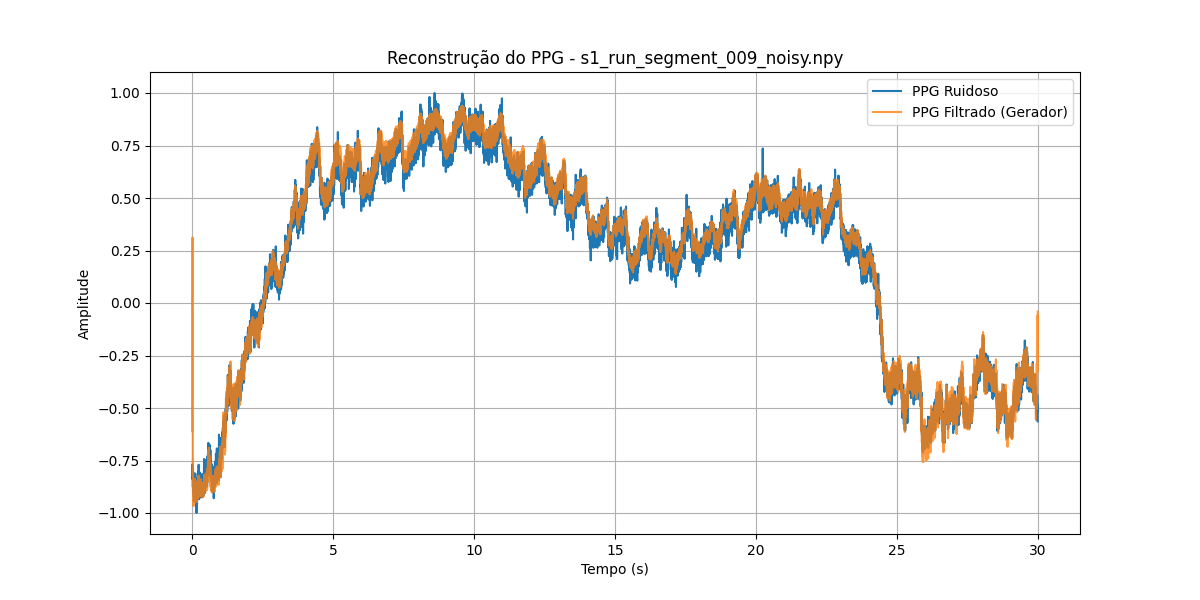 Reconstrução do PPG - s1_run_segment_009_noisy.npy
PPG Ruidoso
PPG Filtrado (Gerador)
Amplitude
1.00
0.75
0.50
0.25
0.00
−0.25
−0.50
−0.75
−1.00
0 5 10 15 20 25 30
Tempo (s)